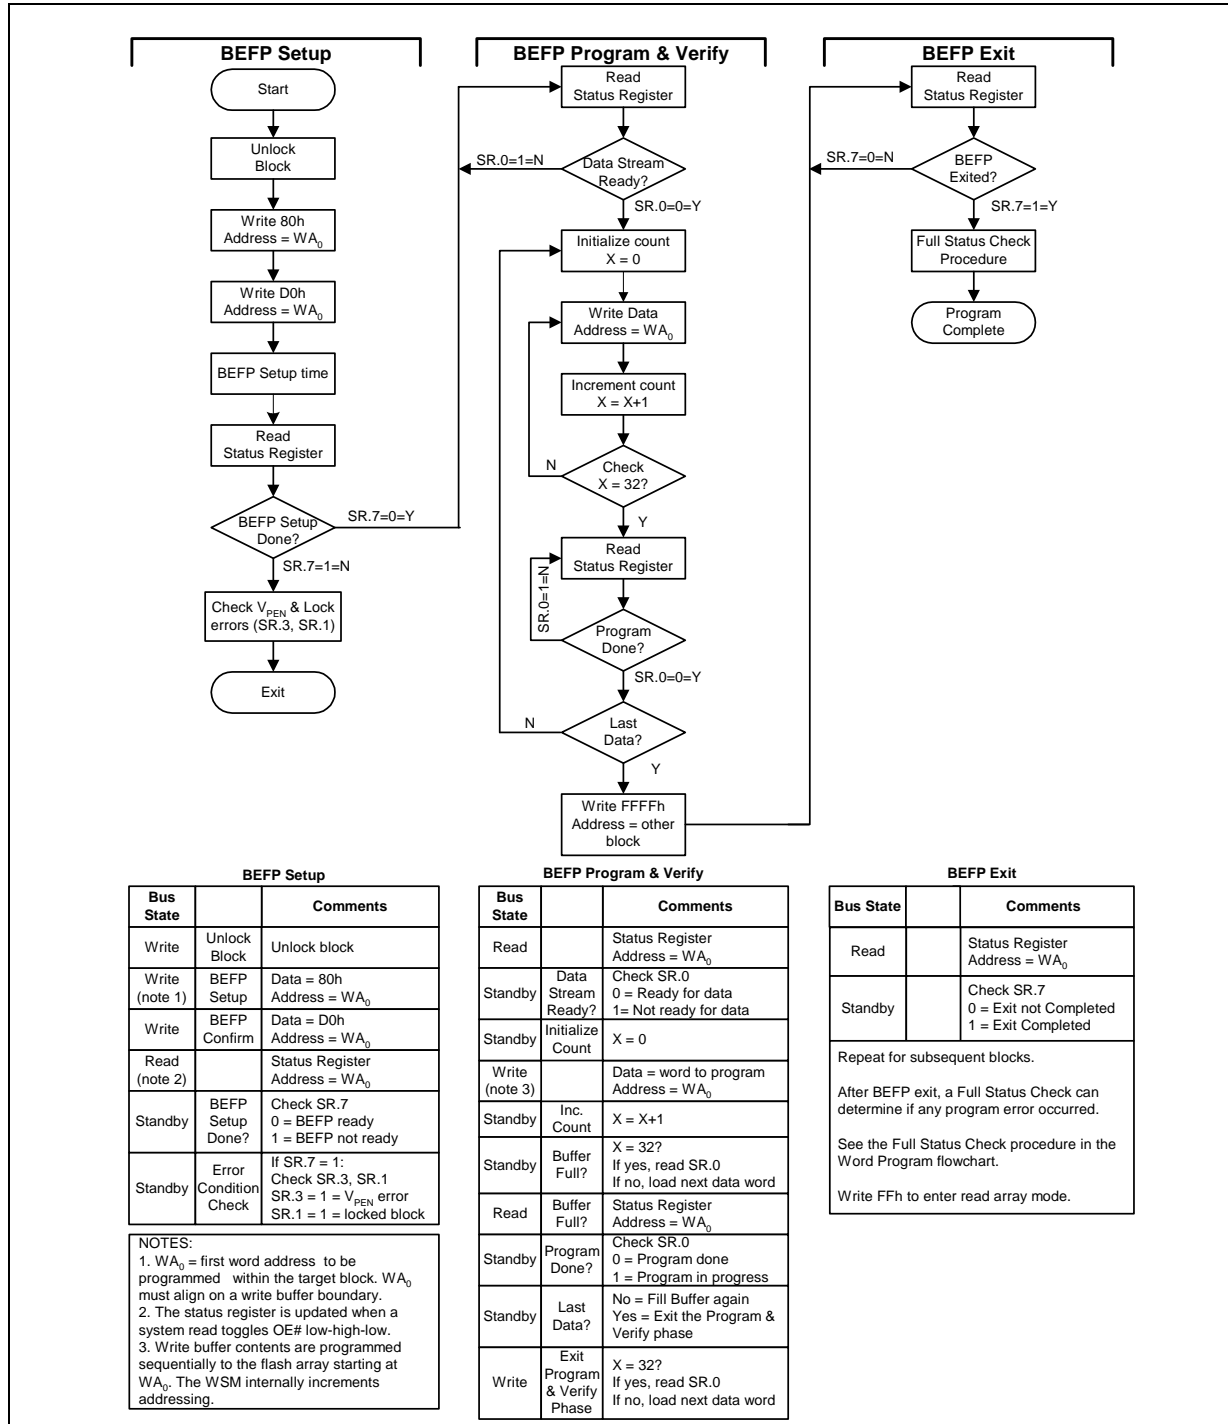 BEFP Setup
Start
Unlock
Block
Write 80h
Address = WA₀
Write D0h
Address = WA₀
BEFP Setup time
Read
Status Register
BEFP Setup
Done?
SR.7=0=Y
SR.7=1=N
Check V_PEN & Lock
errors (SR.3, SR.1)
Exit
BEFP Program & Verify
Read
Status Register
SR.0=1=N
Data Stream
Ready?
SR.0=0=Y
Initialize count
X = 0
Write Data
Address = WA₀
Increment count
X = X+1
N
Check
X = 32?
Y
Read
Status Register
SR.0=1=N
Program
Done?
SR.0=0=Y
N
Last
Data?
Y
Write FFFFh
Address = other
block
BEFP Exit
Read
Status Register
SR.7=0=N
BEFP
Exited?
SR.7=1=Y
Full Status Check
Procedure
Program
Complete
BEFP Setup
Bus
State
Comments
Write
Unlock
Block
Unlock block
Write
(note 1)
BEFP
Setup
Data = 80h
Address = WA₀
Write
BEFP
Confirm
Data = D0h
Address = WA₀
Read
(note 2)
Status Register
Address = WA₀
Standby
BEFP
Setup
Done?
Check SR.7
0 = BEFP ready
1 = BEFP not ready
Standby
Error
Condition
Check
If SR.7 = 1:
Check SR.3, SR.1
SR.3 = 1 = V_PEN error
SR.1 = 1 = locked block
NOTES:
1. WA₀ = first word address to be
programmed within the target block. WA₀
must align on a write buffer boundary.
2. The status register is updated when a
system read toggles OE# low-high-low.
3. Write buffer contents are programmed
sequentially to the flash array starting at
WA₀. The WSM internally increments
addressing.
BEFP Program & Verify
Bus
State
Comments
Read
Status Register
Address = WA₀
Standby
Data
Stream
Ready?
Check SR.0
0 = Ready for data
1= Not ready for data
Standby
Initialize
Count
X = 0
Write
(note 3)
Data = word to program
Address = WA₀
Standby
Inc.
Count
X = X+1
Standby
Buffer
Full?
X = 32?
If yes, read SR.0
If no, load next data word
Read
Buffer
Full?
Status Register
Address = WA₀
Standby
Program
Done?
Check SR.0
0 = Program done
1 = Program in progress
Standby
Last
Data?
No = Fill Buffer again
Yes = Exit the Program &
Verify phase
Write
Exit
Program
& Verify
Phase
X = 32?
If yes, read SR.0
If no, load next data word
BEFP Exit
Bus State
Comments
Read
Status Register
Address = WA₀
Standby
Check SR.7
0 = Exit not Completed
1 = Exit Completed
Repeat for subsequent blocks.
After BEFP exit, a Full Status Check can
determine if any program error occurred.
See the Full Status Check procedure in the
Word Program flowchart.
Write FFh to enter read array mode.